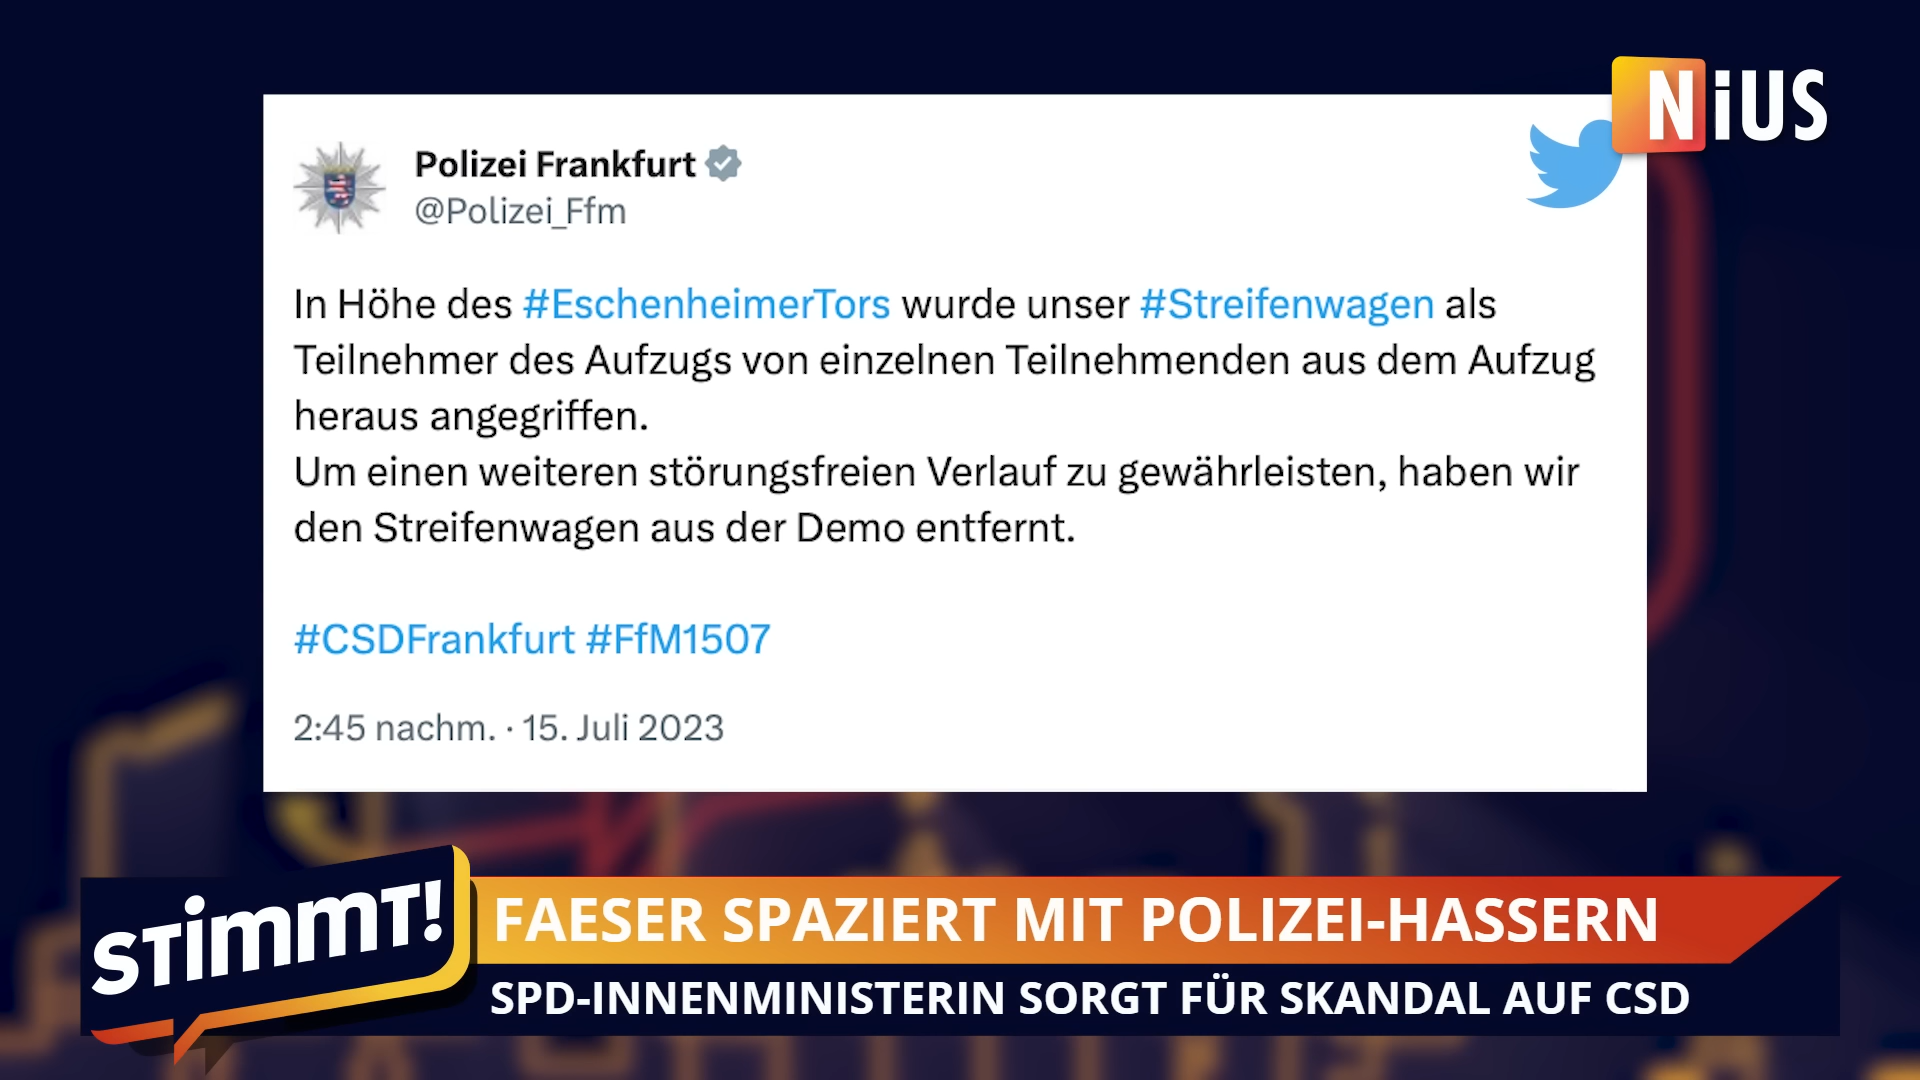 NiUS
Polizei Frankfurt
@Polizei_Ffm
In Höhe des #EschenheimerTors wurde unser #Streifenwagen als
Teilnehmer des Aufzugs von einzelnen Teilnehmenden aus dem Aufzug
heraus angegriffen.
Um einen weiteren störungsfreien Verlauf zu gewährleisten, haben wir
den Streifenwagen aus der Demo entfernt.
#CSDFrankfurt #FfM1507
2:45 nachm. · 15. Juli 2023
STimmT!
FAESER SPAZIERT MIT POLIZEI-HASSERN
SPD-INNENMINISTERIN SORGT FÜR SKANDAL AUF CSD